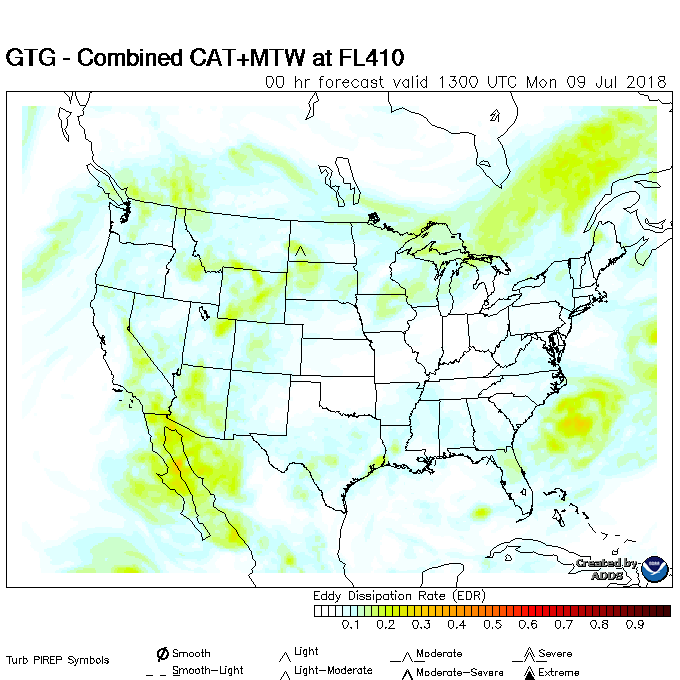 GTG - Combined CAT+MTW at FL410
00 hr forecast valid 1300 UTC Mon 09 Jul 2018
Created by
ADDS
Eddy Dissipation Rate (EDR)
0.1 0.2 0.3 0.4 0.5 0.6 0.7 0.8 0.9
Turb PIREP Symbols
Smooth Light Moderate Severe
Smooth-Light Light-Moderate Moderate-Severe Extreme